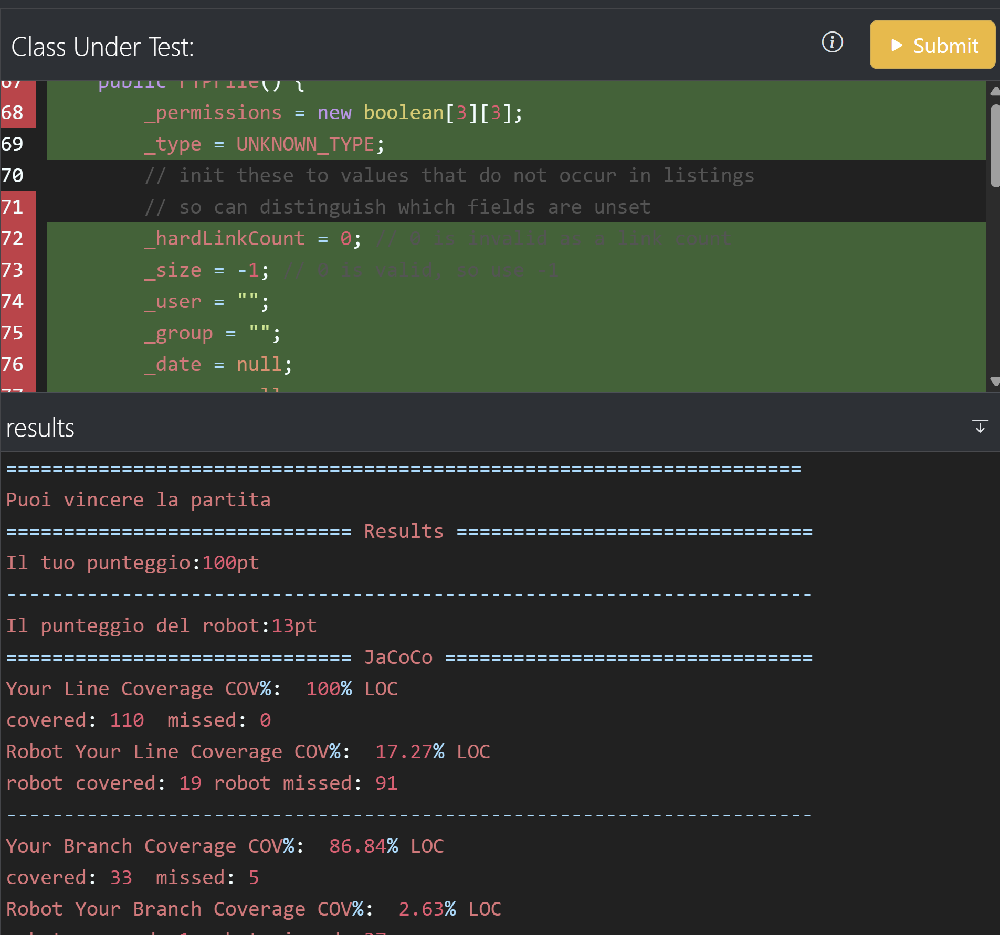 Class Under Test:
Submit
67 public FTPFile() {
68 _permissions = new boolean[3][3];
69 _type = UNKNOWN_TYPE;
70 // init these to values that do not occur in listings
71 // so can distinguish which fields are unset
72 _hardLinkCount = 0; // 0 is invalid as a link count
73 _size = -1; // 0 is valid, so use -1
74 _user = "";
75 _group = "";
76 _date = null;
77
results
=====================================================================
Puoi vincere la partita
============================== Results ===============================
Il tuo punteggio:100pt
----------------------------------------------------------------------
Il punteggio del robot:13pt
============================== JaCoCo ================================
Your Line Coverage COV%:  100% LOC
covered: 110  missed: 0
Robot Your Line Coverage COV%:  17.27% LOC
robot covered: 19 robot missed: 91
----------------------------------------------------------------------
Your Branch Coverage COV%:  86.84% LOC
covered: 33  missed: 5
Robot Your Branch Coverage COV%:  2.63% LOC